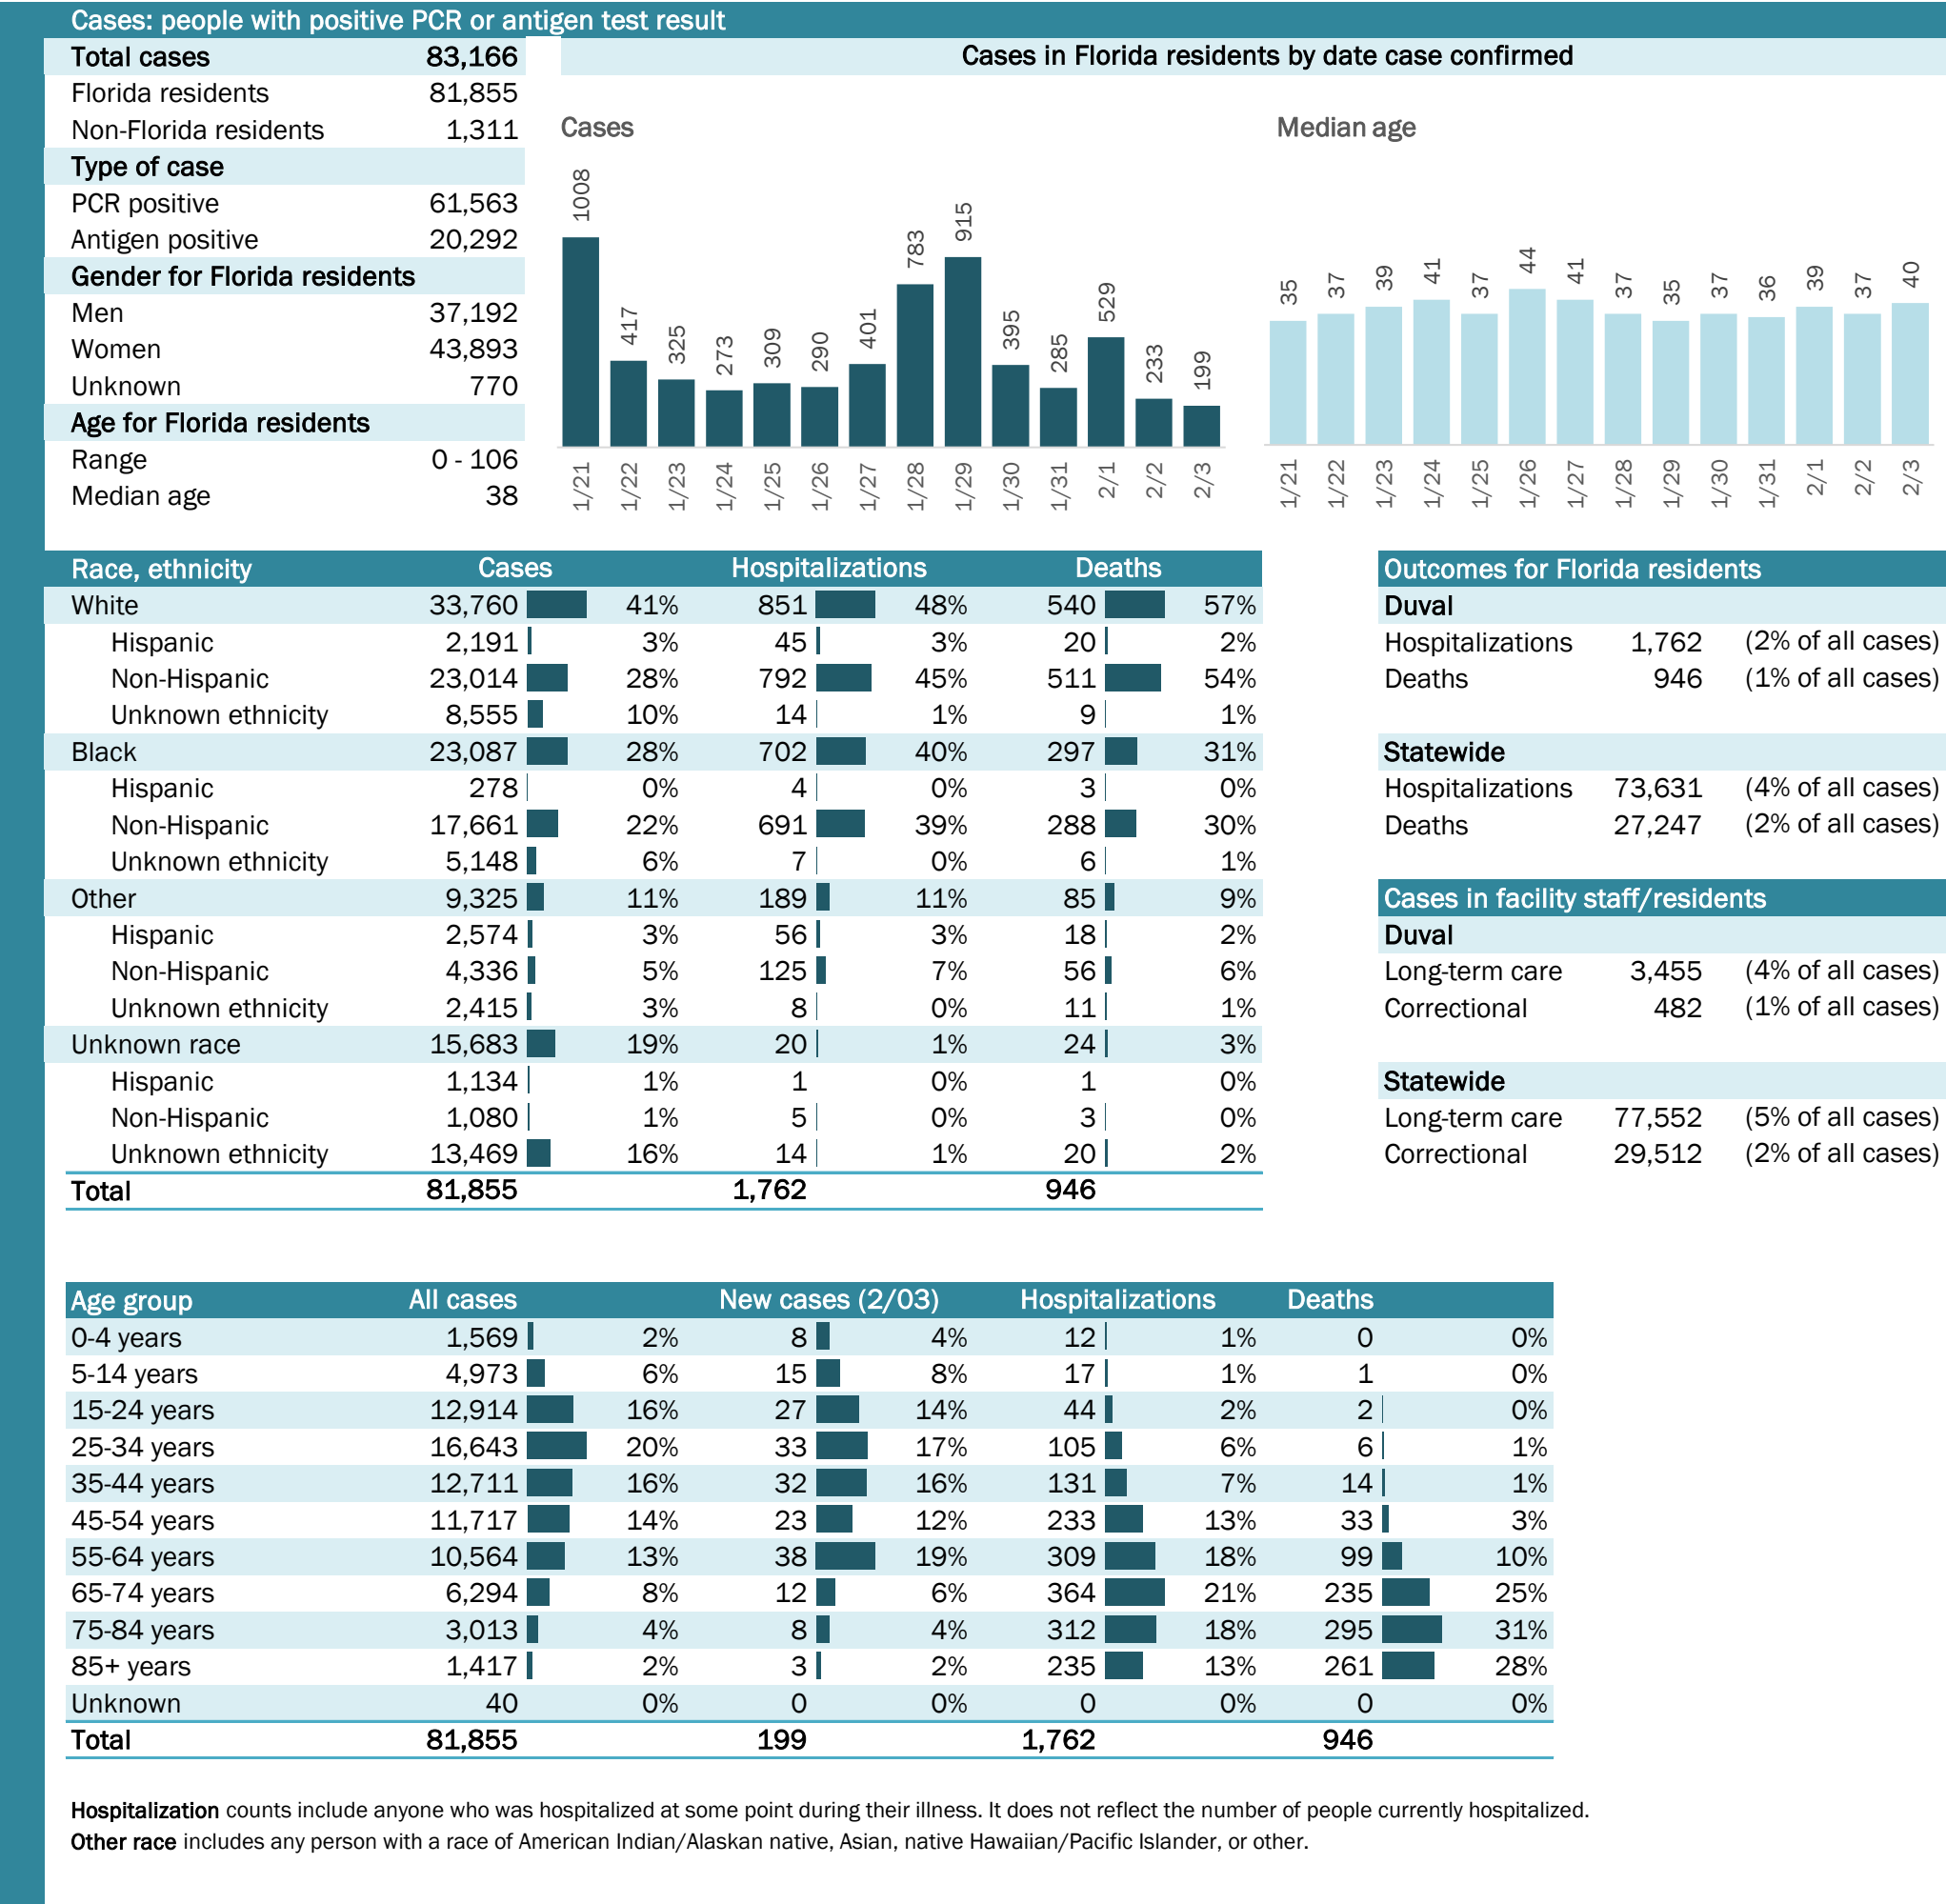 Cases: people with positive PCR or antigen test result
Total cases 83,166
Florida residents 81,855
Non-Florida residents 1,311
Type of case
PCR positive 61,563
Antigen positive 20,292
Gender for Florida residents
Men 37,192
Women 43,893
Unknown 770
Age for Florida residents
Range 0 - 106
Median age 38
Cases in Florida residents by date case confirmed
Cases
1008 417 325 273 309 290 401 783 915 395 285 529 233 199
1/21 1/22 1/23 1/24 1/25 1/26 1/27 1/28 1/29 1/30 1/31 2/1 2/2 2/3
Median age
35 37 39 41 37 44 41 37 35 37 36 39 37 40
1/21 1/22 1/23 1/24 1/25 1/26 1/27 1/28 1/29 1/30 1/31 2/1 2/2 2/3
Race, ethnicity Cases Hospitalizations Deaths
White 33,760 41% 851 48% 540 57%
Hispanic 2,191 3% 45 3% 20 2%
Non-Hispanic 23,014 28% 792 45% 511 54%
Unknown ethnicity 8,555 10% 14 1% 9 1%
Black 23,087 28% 702 40% 297 31%
Hispanic 278 0% 4 0% 3 0%
Non-Hispanic 17,661 22% 691 39% 288 30%
Unknown ethnicity 5,148 6% 7 0% 6 1%
Other 9,325 11% 189 11% 85 9%
Hispanic 2,574 3% 56 3% 18 2%
Non-Hispanic 4,336 5% 125 7% 56 6%
Unknown ethnicity 2,415 3% 8 0% 11 1%
Unknown race 15,683 19% 20 1% 24 3%
Hispanic 1,134 1% 1 0% 1 0%
Non-Hispanic 1,080 1% 5 0% 3 0%
Unknown ethnicity 13,469 16% 14 1% 20 2%
Total 81,855 1,762 946
Outcomes for Florida residents
Duval
Hospitalizations 1,762 (2% of all cases)
Deaths 946 (1% of all cases)
Statewide
Hospitalizations 73,631 (4% of all cases)
Deaths 27,247 (2% of all cases)
Cases in facility staff/residents
Duval
Long-term care 3,455 (4% of all cases)
Correctional 482 (1% of all cases)
Statewide
Long-term care 77,552 (5% of all cases)
Correctional 29,512 (2% of all cases)
Age group All cases New cases (2/03) Hospitalizations Deaths
0-4 years 1,569 2% 8 4% 12 1% 0 0%
5-14 years 4,973 6% 15 8% 17 1% 1 0%
15-24 years 12,914 16% 27 14% 44 2% 2 0%
25-34 years 16,643 20% 33 17% 105 6% 6 1%
35-44 years 12,711 16% 32 16% 131 7% 14 1%
45-54 years 11,717 14% 23 12% 233 13% 33 3%
55-64 years 10,564 13% 38 19% 309 18% 99 10%
65-74 years 6,294 8% 12 6% 364 21% 235 25%
75-84 years 3,013 4% 8 4% 312 18% 295 31%
85+ years 1,417 2% 3 2% 235 13% 261 28%
Unknown 40 0% 0 0% 0 0% 0 0%
Total 81,855 199 1,762 946
Hospitalization counts include anyone who was hospitalized at some point during their illness. It does not reflect the number of people currently hospitalized.
Other race includes any person with a race of American Indian/Alaskan native, Asian, native Hawaiian/Pacific Islander, or other.